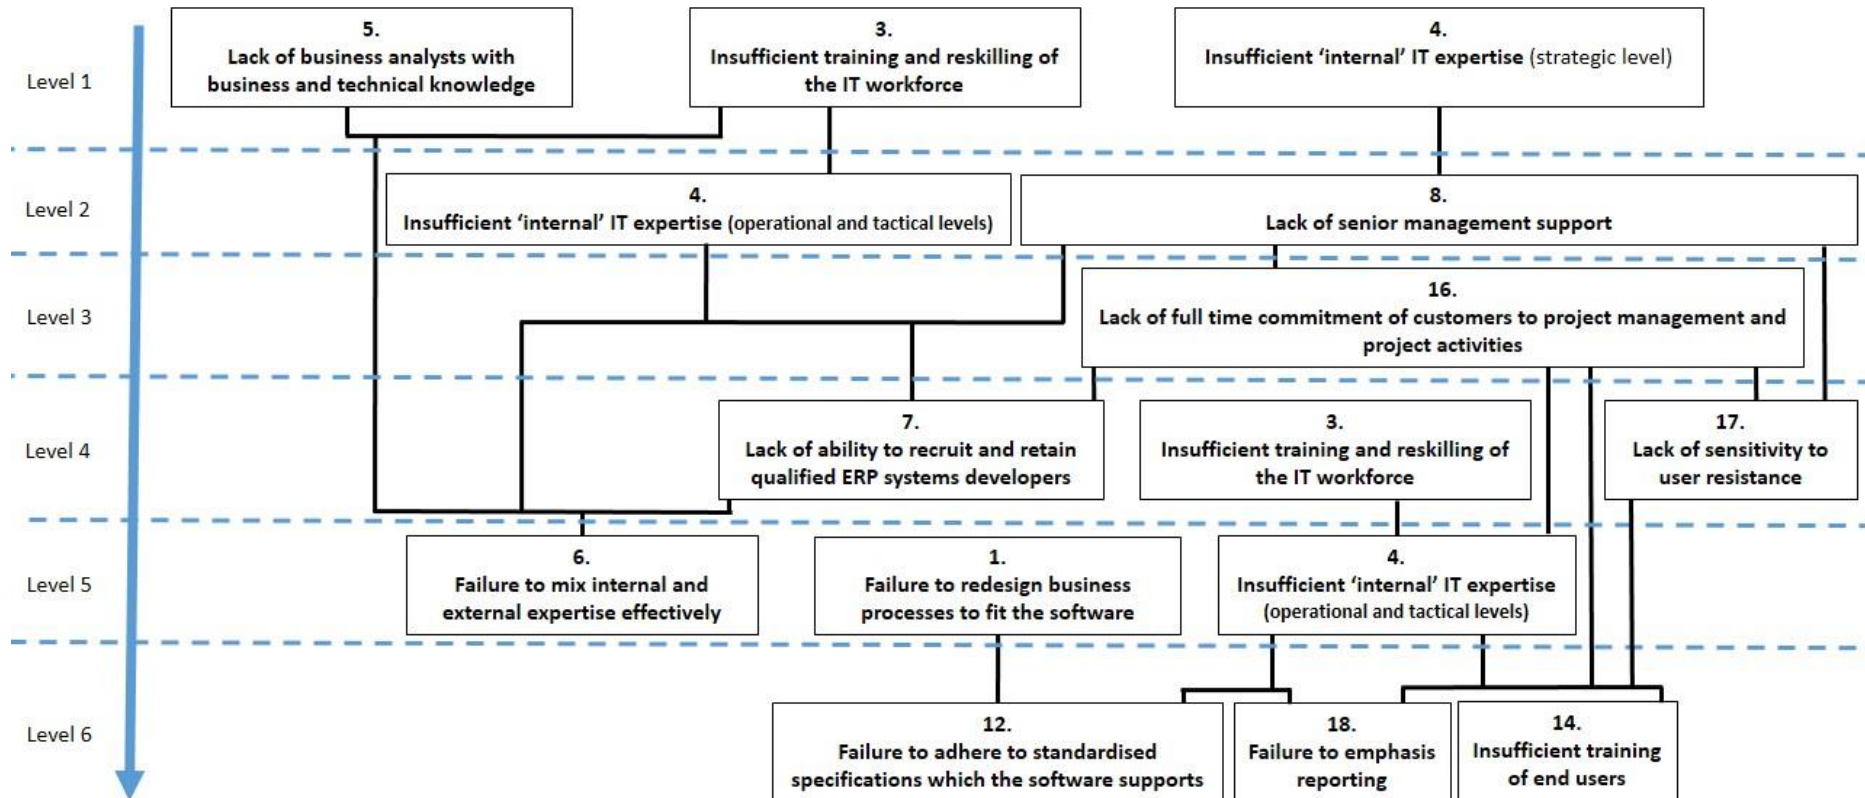 Level 1
5.
Lack of business analysts with
business and technical knowledge
3.
Insufficient training and reskilling of
the IT workforce
4.
Insufficient ‘internal’ IT expertise (strategic level)
Level 2
4.
Insufficient ‘internal’ IT expertise (operational and tactical levels)
8.
Lack of senior management support
Level 3
16.
Lack of full time commitment of customers to project management and
project activities
Level 4
7.
Lack of ability to recruit and retain
qualified ERP systems developers
3.
Insufficient training and reskilling of
the IT workforce
17.
Lack of sensitivity to
user resistance
Level 5
6.
Failure to mix internal and
external expertise effectively
1.
Failure to redesign business
processes to fit the software
4.
Insufficient ‘internal’ IT expertise
(operational and tactical levels)
Level 6
12.
Failure to adhere to standardised
specifications which the software supports
18.
Failure to emphasis
reporting
14.
Insufficient training
of end users